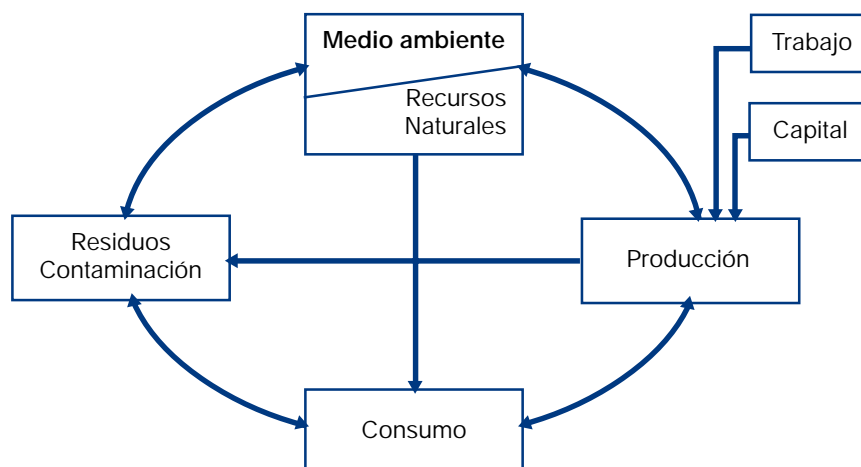 Medio ambiente
Recursos
Naturales
Trabajo
Capital
Residuos
Contaminación
Producción
Consumo